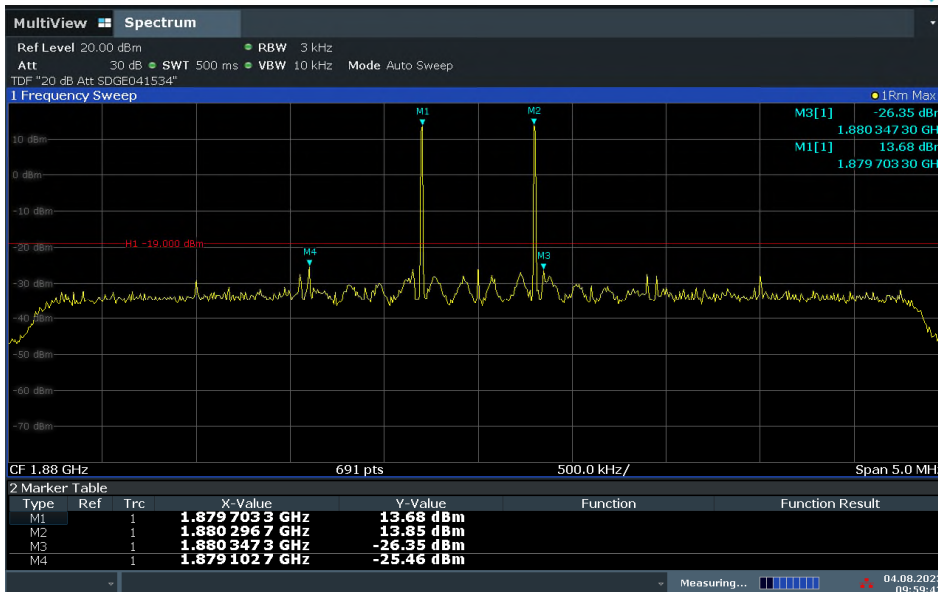 MultiView Spectrum
Ref Level 20.00 dBm RBW 3 kHz
Att 30 dB SWT 500 ms VBW 10 kHz Mode Auto Sweep
TDF "20 dB Att SDGE041534"
1 Frequency Sweep 1Rm Max
M1 M2 M3[1] -26.35 dBm
1.880 347 30 GH
10 dBm M1[1] 13.68 dBm
1.879 703 30 GH
0 dBm
-10 dBm
-20 dBm H1 -19.000 dBm
M4 M3
-30 dBm
-40 dBm
-50 dBm
-60 dBm
-70 dBm
CF 1.88 GHz 691 pts 500.0 kHz/ Span 5.0 MH
2 Marker Table
Type Ref Trc X-Value Y-Value Function Function Result
M1 1 1.879 703 3 GHz 13.68 dBm
M2 1 1.880 296 7 GHz 13.85 dBm
M3 1 1.880 347 3 GHz -26.35 dBm
M4 1 1.879 102 7 GHz -25.46 dBm
Measuring... 04.08.202
09:59:4